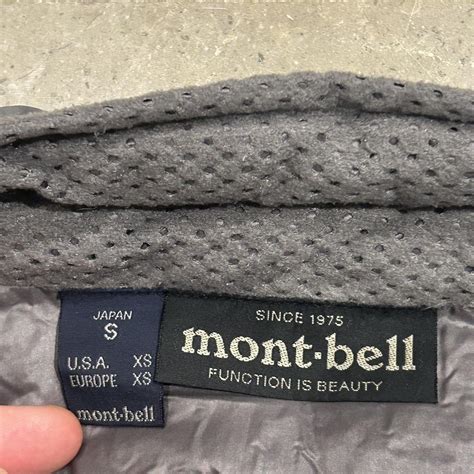 JAPAN
S
U.S.A. XS
EUROPE XS
mont-bell
SINCE 1975
mont-bell
FUNCTION IS BEAUTY